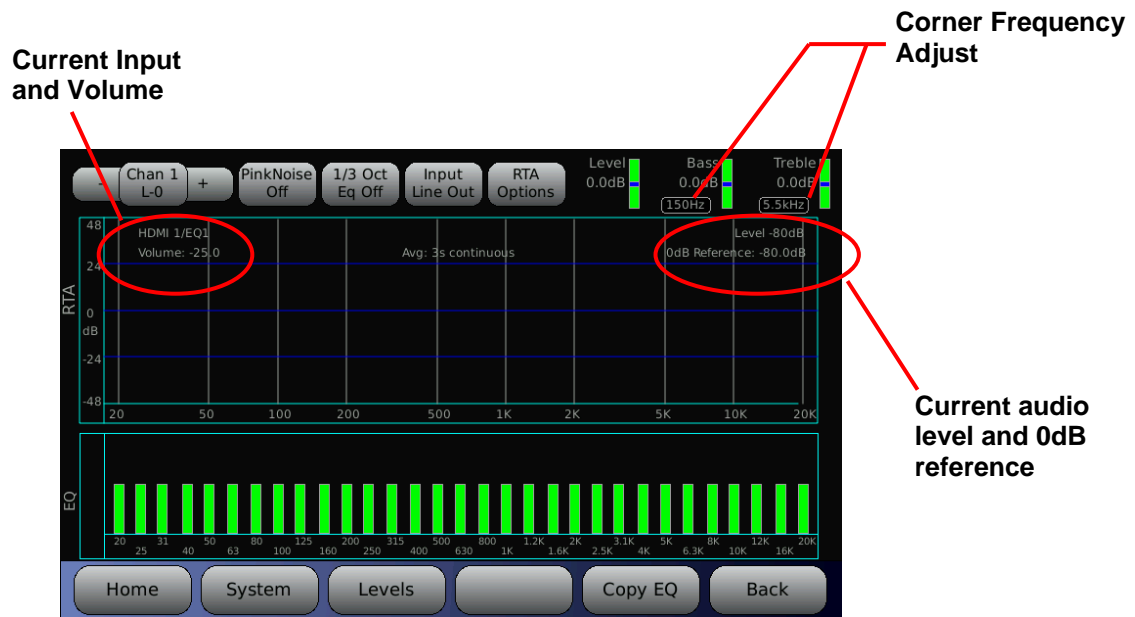 Corner Frequency
Adjust
Current Input
and Volume
- Chan 1 +
L-0
PinkNoise
Off
1/3 Oct
Eq Off
Input
Line Out
RTA
Options
Level
0.0dB
Bass
0.0dB
150Hz
Treble
0.0dB
5.5kHz
48
24
0
dB
-24
-48
RTA
HDMI 1/EQ1
Volume: -25.0
Avg: 3s continuous
Level -80dB
0dB Reference: -80.0dB
20 50 100 200 500 1K 2K 5K 10K 20K
Current audio
level and 0dB
reference
EQ
20 31 50 80 125 200 315 500 800 1.2K 2K 3.1K 5K 8K 12K 20K
25 40 63 100 160 250 400 630 1K 1.6K 2.5K 4K 6.3K 10K 16K
Home System Levels Copy EQ Back